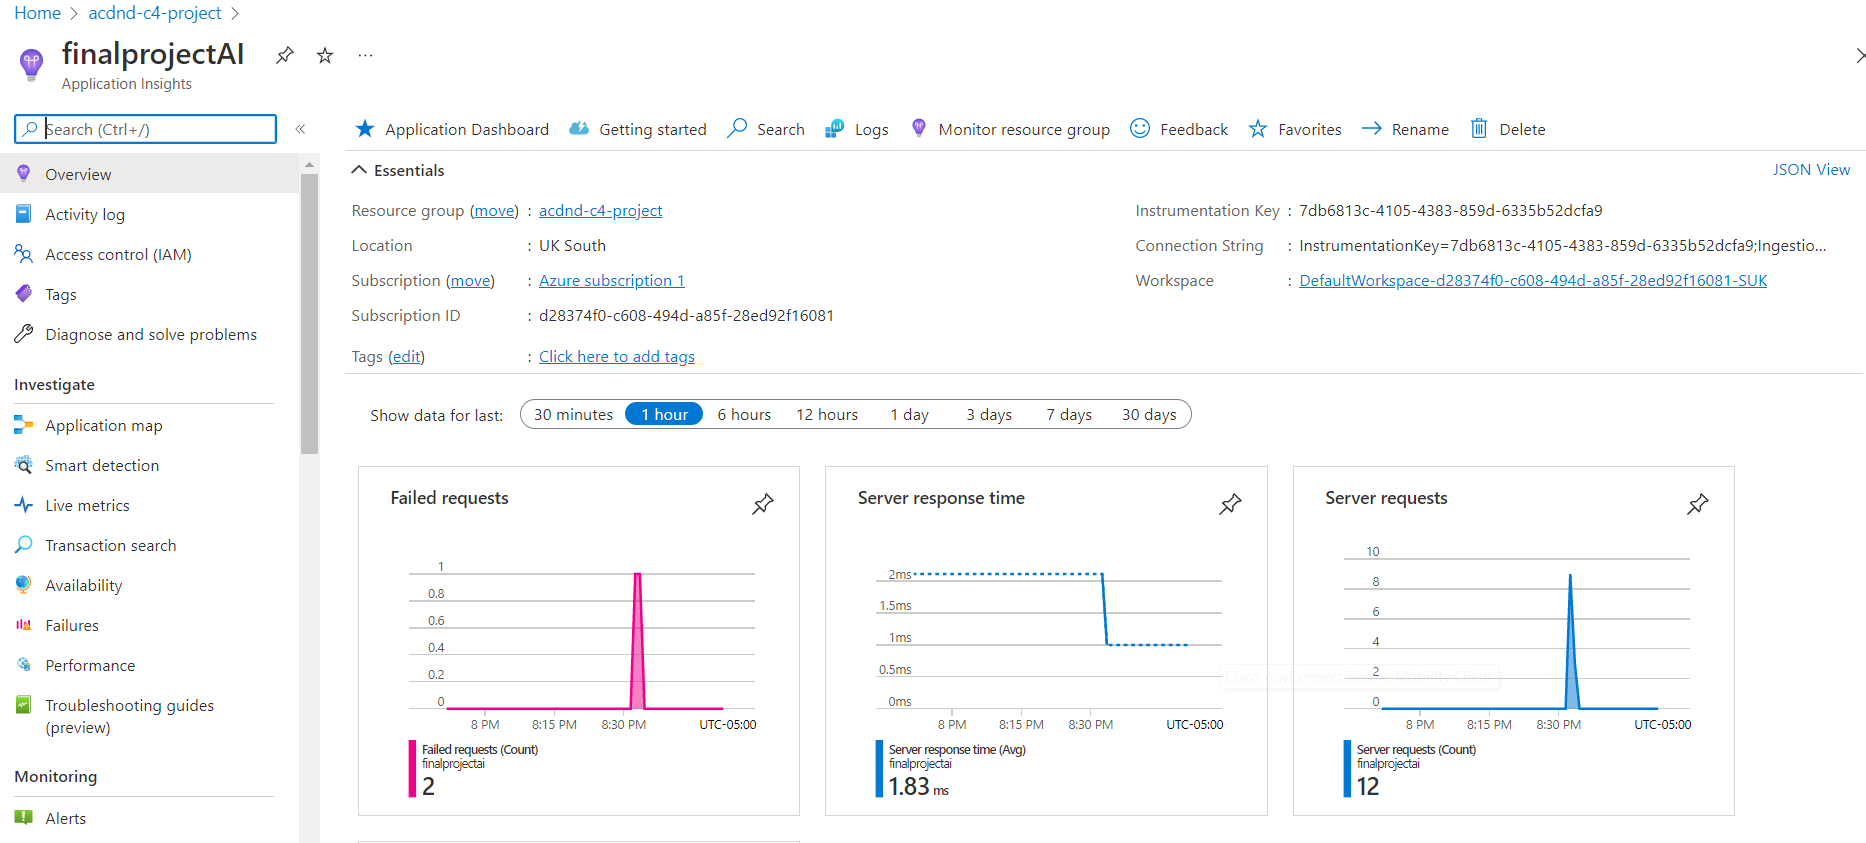 Home > acdnd-c4-project >
finalprojectAI
Application Insights
Search (Ctrl+/)
Overview
Activity log
Access control (IAM)
Tags
Diagnose and solve problems
Investigate
Application map
Smart detection
Live metrics
Transaction search
Availability
Failures
Performance
Troubleshooting guides
(preview)
Monitoring
Alerts
Application Dashboard Getting started Search Logs Monitor resource group Feedback Favorites Rename Delete
Essentials JSON View
Resource group (move) : acdnd-c4-project
Location : UK South
Subscription (move) : Azure subscription 1
Subscription ID : d28374f0-c608-494d-a85f-28ed92f16081
Tags (edit) : Click here to add tags
Instrumentation Key : 7db6813c-4105-4383-859d-6335b52dcfa9
Connection String : InstrumentationKey=7db6813c-4105-4383-859d-6335b52dcfa9;Ingestio...
Workspace : DefaultWorkspace-d28374f0-c608-494d-a85f-28ed92f16081-SUK
Show data for last: 30 minutes 1 hour 6 hours 12 hours 1 day 3 days 7 days 30 days
Failed requests
1
0.8
0.6
0.4
0.2
0
8 PM 8:15 PM 8:30 PM UTC-05:00
Failed requests (Count)
finalprojectai
2
Server response time
2ms
1.5ms
1ms
0.5ms
0ms
8 PM 8:15 PM 8:30 PM UTC-05:00
Server response time (Avg)
finalprojectai
1.83 ms
Server requests
10
8
6
4
2
0
8 PM 8:15 PM 8:30 PM UTC-05:00
Server requests (Count)
finalprojectai
12
Cisco AnyConnect Secure Mobility Client